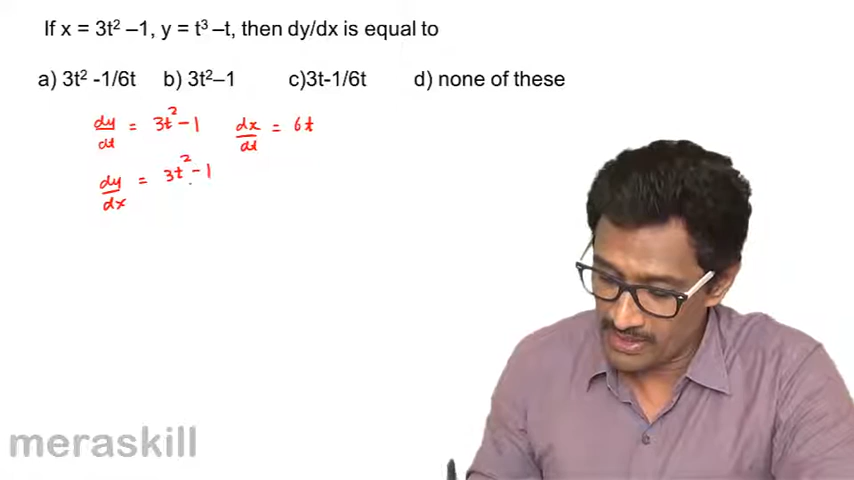 If x = 3t² –1, y = t³ –t, then dy/dx is equal to
a) 3t² -1/6t b) 3t²–1 c)3t-1/6t d) none of these
dy/dt = 3t² – 1 dx/dt = 6t
dy/dx = 3t² – 1
meraskill